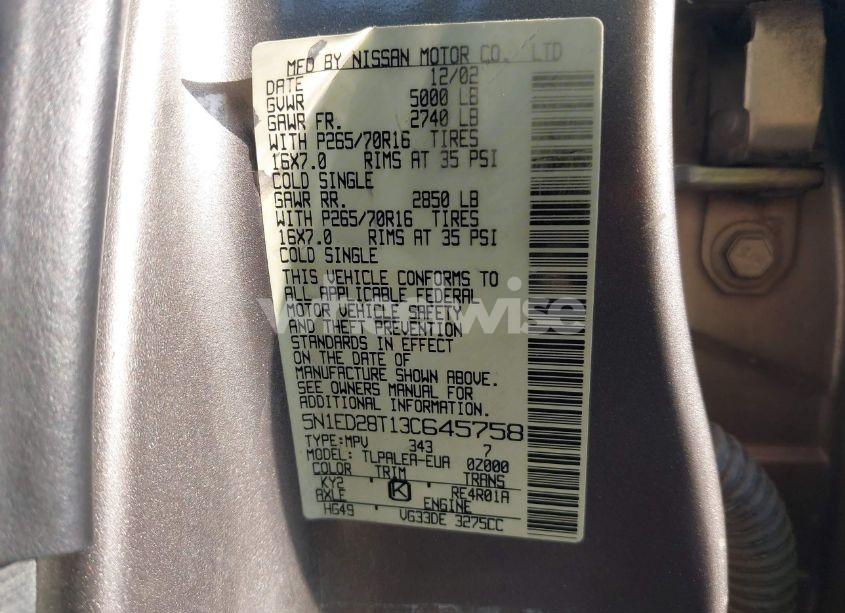 MFD BY NISSAN MOTOR CO., LTD
DATE 12/02
GVWR 5000 LB
GAWR FR. 2740 LB
WITH P265/70R16 TIRES
16X7.0 RIMS AT 35 PSI
COLD SINGLE
GAWR RR. 2850 LB
WITH P265/70R16 TIRES
16X7.0 RIMS AT 35 PSI
COLD SINGLE
THIS VEHICLE CONFORMS TO
ALL APPLICABLE FEDERAL
MOTOR VEHICLE SAFETY
AND THEFT PREVENTION
STANDARDS IN EFFECT
ON THE DATE OF
MANUFACTURE SHOWN ABOVE.
SEE OWNERS MANUAL FOR
ADDITIONAL INFORMATION.
5N1ED28T13C645758
TYPE:MPV 343 7
MODEL: TLPALEA-EUA 0Z000
COLOR TRIM TRANS
KY2 K RE4R01A
AXLE ENGINE
HG49 VG33DE 3275CC